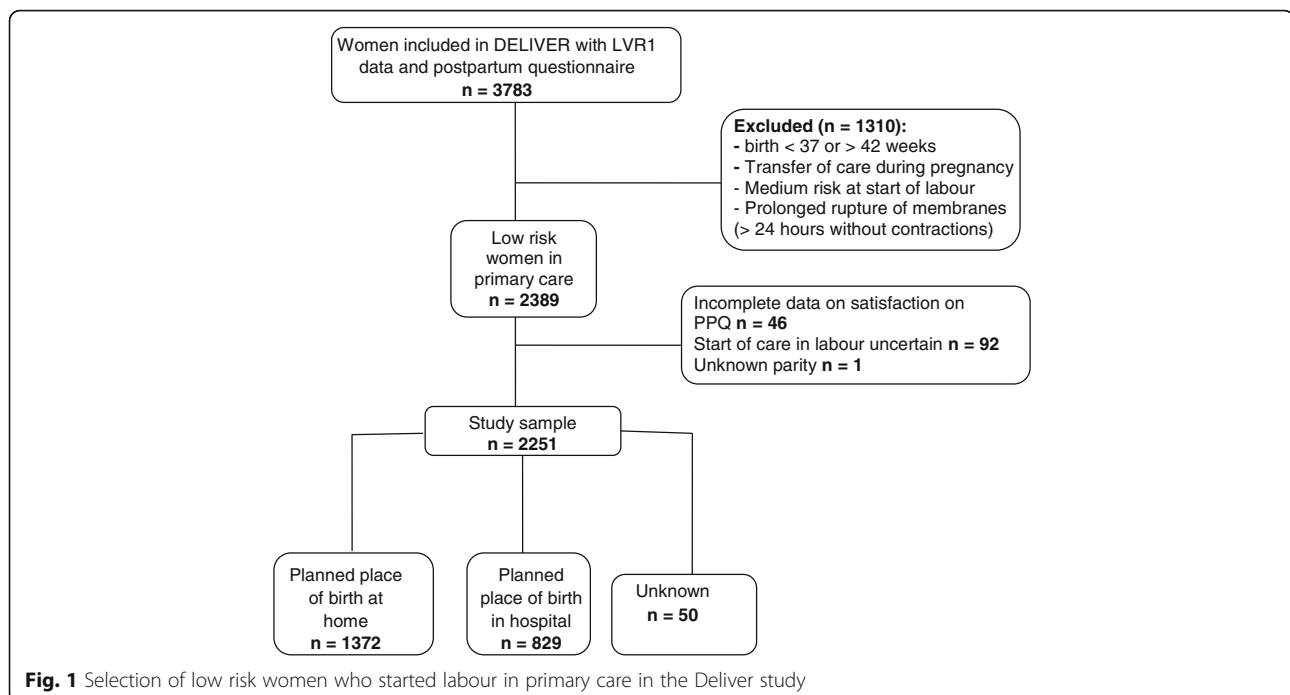 Women included in DELIVER with LVR1
data and postpartum questionnaire
n = 3783
Excluded (n = 1310):
- birth < 37 or > 42 weeks
- Transfer of care during pregnancy
- Medium risk at start of labour
- Prolonged rupture of membranes
(> 24 hours without contractions)
Low risk
women in
primary care
n = 2389
Incomplete data on satisfaction on
PPQ n = 46
Start of care in labour uncertain n = 92
Unknown parity n = 1
Study sample
n = 2251
Planned place
of birth at
home
n = 1372
Planned
place of birth
in hospital
n = 829
Unknown
n = 50
Fig. 1 Selection of low risk women who started labour in primary care in the Deliver study